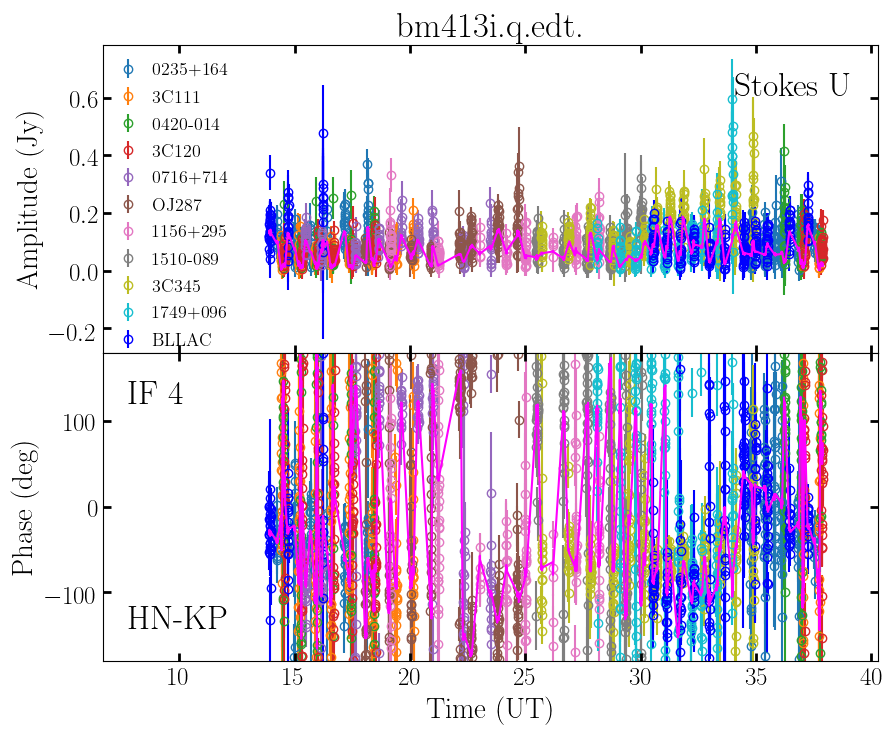 bm413i.q.edt.
Stokes U
0235+164
3C111
0420-014
3C120
0716+714
OJ287
1156+295
1510-089
3C345
1749+096
BLLAC
Amplitude (Jy)
0.6
0.4
0.2
0.0
−0.2
IF 4
HN-KP
Phase (deg)
100
0
−100
10 15 20 25 30 35 40
Time (UT)